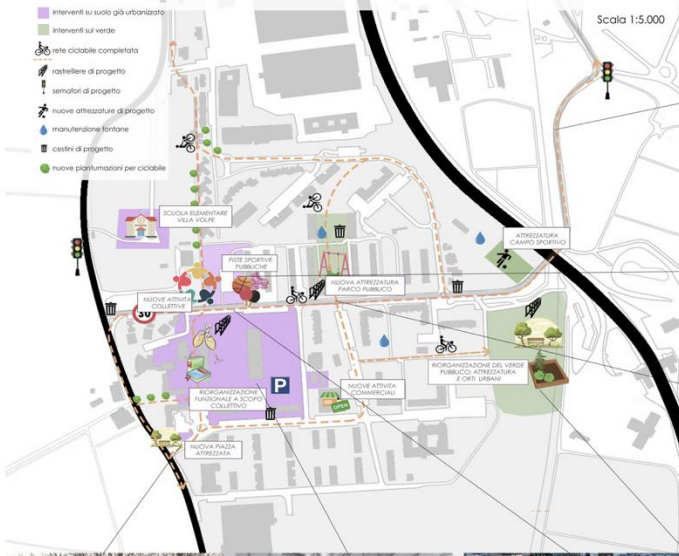 interventi su suolo già urbanizzato
interventi sul verde
rete ciclabile completata
rastrelliere di progetto
semafori di progetto
nuove attrezzature di progetto
manutenzione fontane
cestini di progetto
nuove piantumazioni per ciclabile
Scala 1:5.000
SCUOLA ELEMENTARE
VILLA VOLPE
ATTREZZATURA
CAMPO SPORTIVO
PISTE SPORTIVE
PUBBLICHE
NUOVA ATTREZZATURA
PARCO PUBBLICO
NUOVE ATTIVITA
COLLETTIVE
30
RIORGANIZZAZIONE DEL VERDE
PUBBLICO: ATTREZZATURA
E ORTI URBANI
RIORGANIZZAZIONE
FUNZIONALE A SCOPO
COLLETTIVO
P
NUOVE ATTIVITA
COMMERCIALI
OPEN
NUOVA PIAZZA
ATTREZZATA